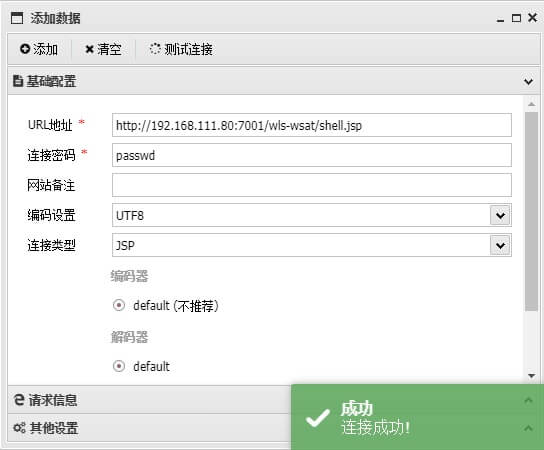 添加数据
添加 清空 测试连接
基础配置
URL地址 * http://192.168.111.80:7001/wls-wsat/shell.jsp
连接密码 * passwd
网站备注
编码设置 UTF8
连接类型 JSP
编码器
default (不推荐)
解码器
default
请求信息
其他设置
成功
连接成功!